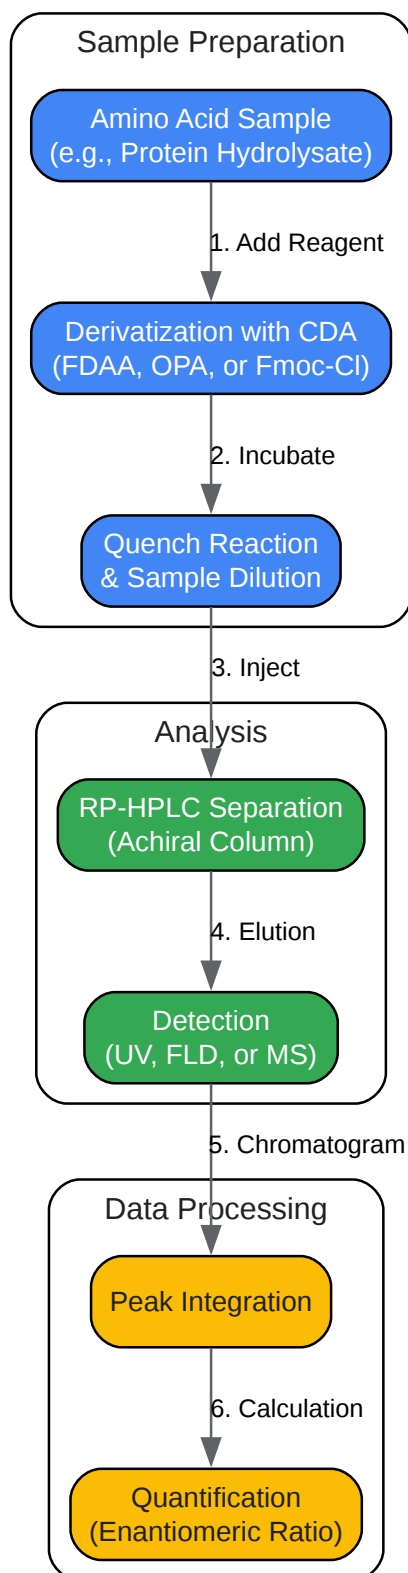 Sample Preparation
Amino Acid Sample
(e.g., Protein Hydrolysate)
1. Add Reagent
Derivatization with CDA
(FDAA, OPA, or Fmoc-Cl)
2. Incubate
Quench Reaction
& Sample Dilution
3. Inject
Analysis
RP-HPLC Separation
(Achiral Column)
4. Elution
Detection
(UV, FLD, or MS)
5. Chromatogram
Data Processing
Peak Integration
6. Calculation
Quantification
(Enantiomeric Ratio)